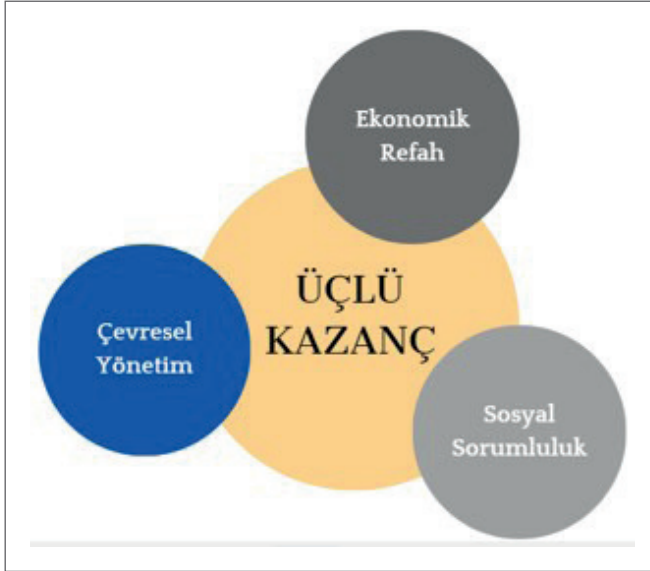 Ekonomik
Refah
ÜÇLÜ
KAZANÇ
Çevresel
Yönetim
Sosyal
Sorumluluk